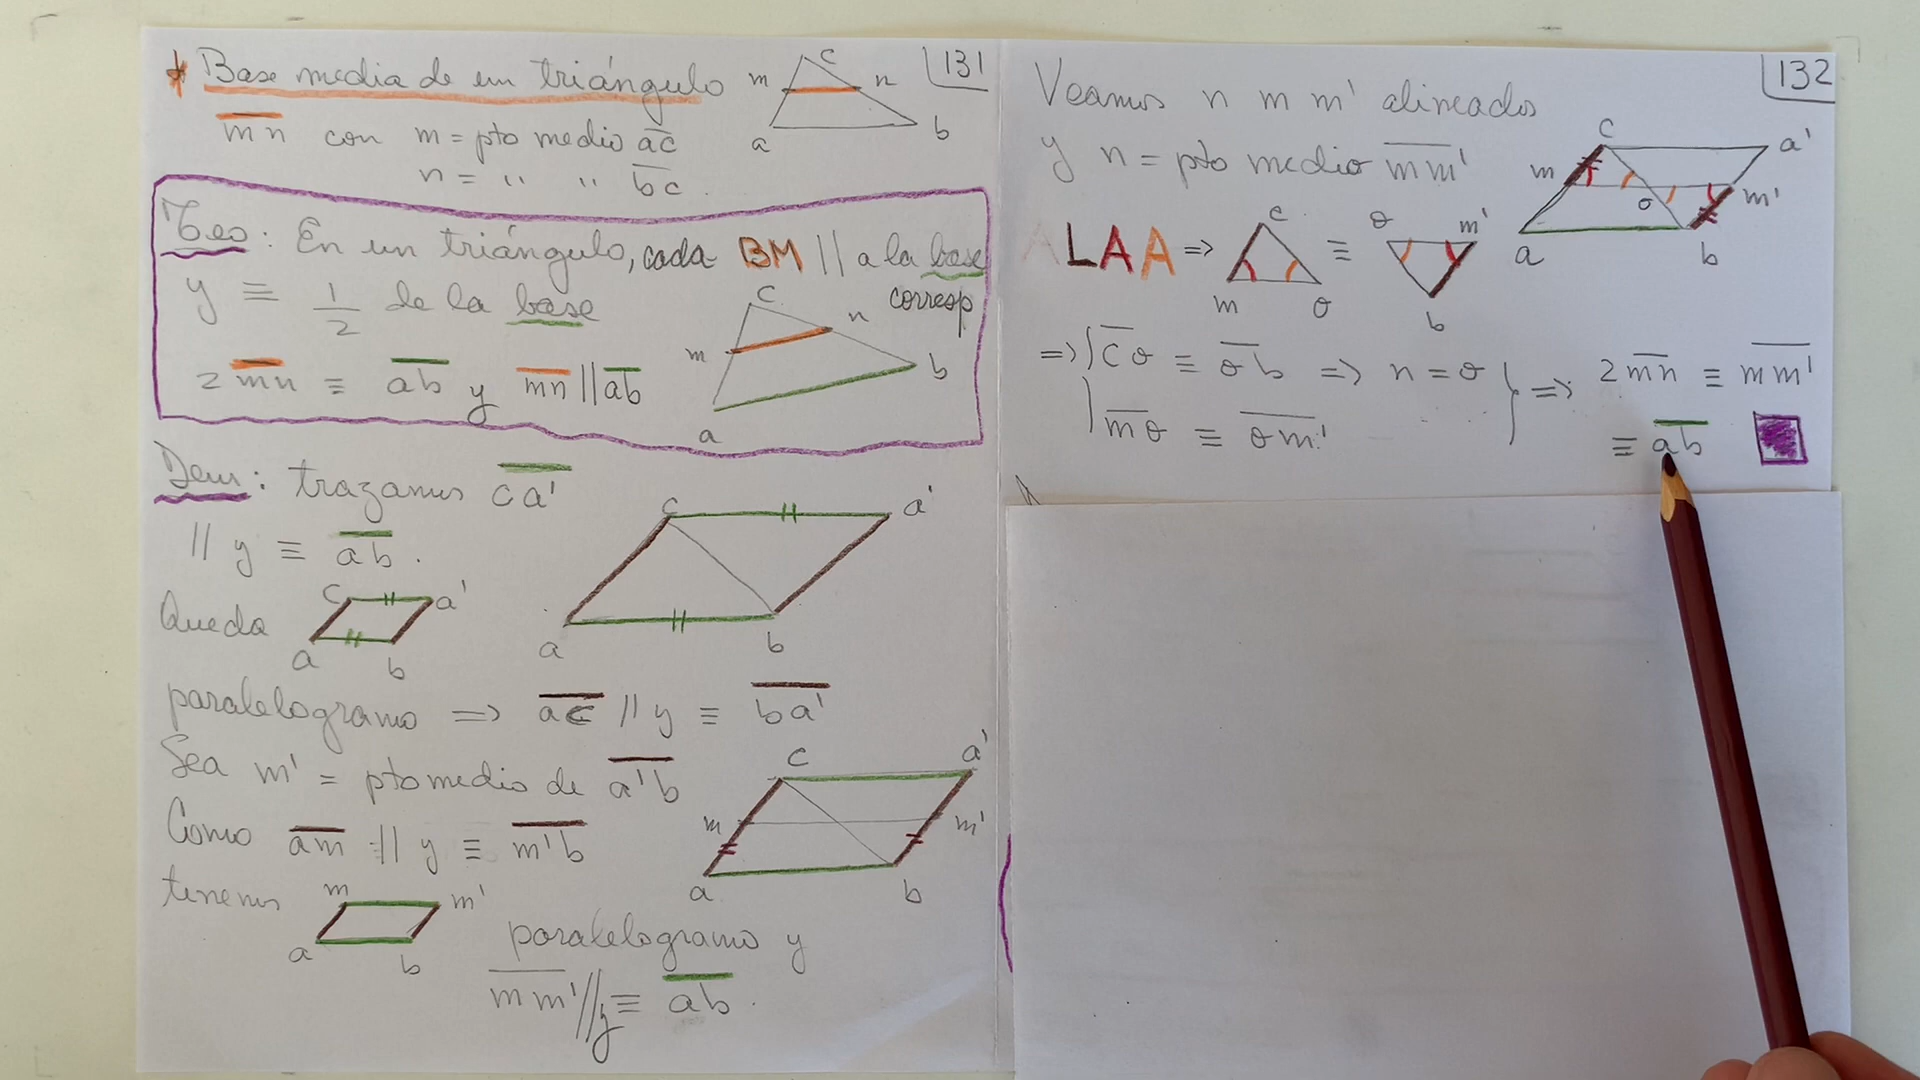 Base media de un triángulo
m c n
a b
131
mn con m = pto medio ac
n = " " bc.
Teo: En un triángulo, cada BM // a la base
corresp
y ≡ 1/2 de la base
c n
m b
a
2 mn ≡ ab y mn // ab
Dem: trazamos ca'
// y ≡ ab.
c a'
a b
Queda
c a'
a b
paralelogramo => ac // y ≡ ba'
Sea m' = pto medio de a'b
c a'
m m'
a b
Como am // y ≡ m'b
tenemos
m m'
a b
paralelogramo y
mm' // y ≡ ab.
132
Veamos n m m' alineados
y n = pto medio mm'
c a'
m o m'
a b
LAA => c m o ≡ o m' b
=> co ≡ ob => n = o
mo ≡ om'
=> 2 mn ≡ mm'
≡ ab